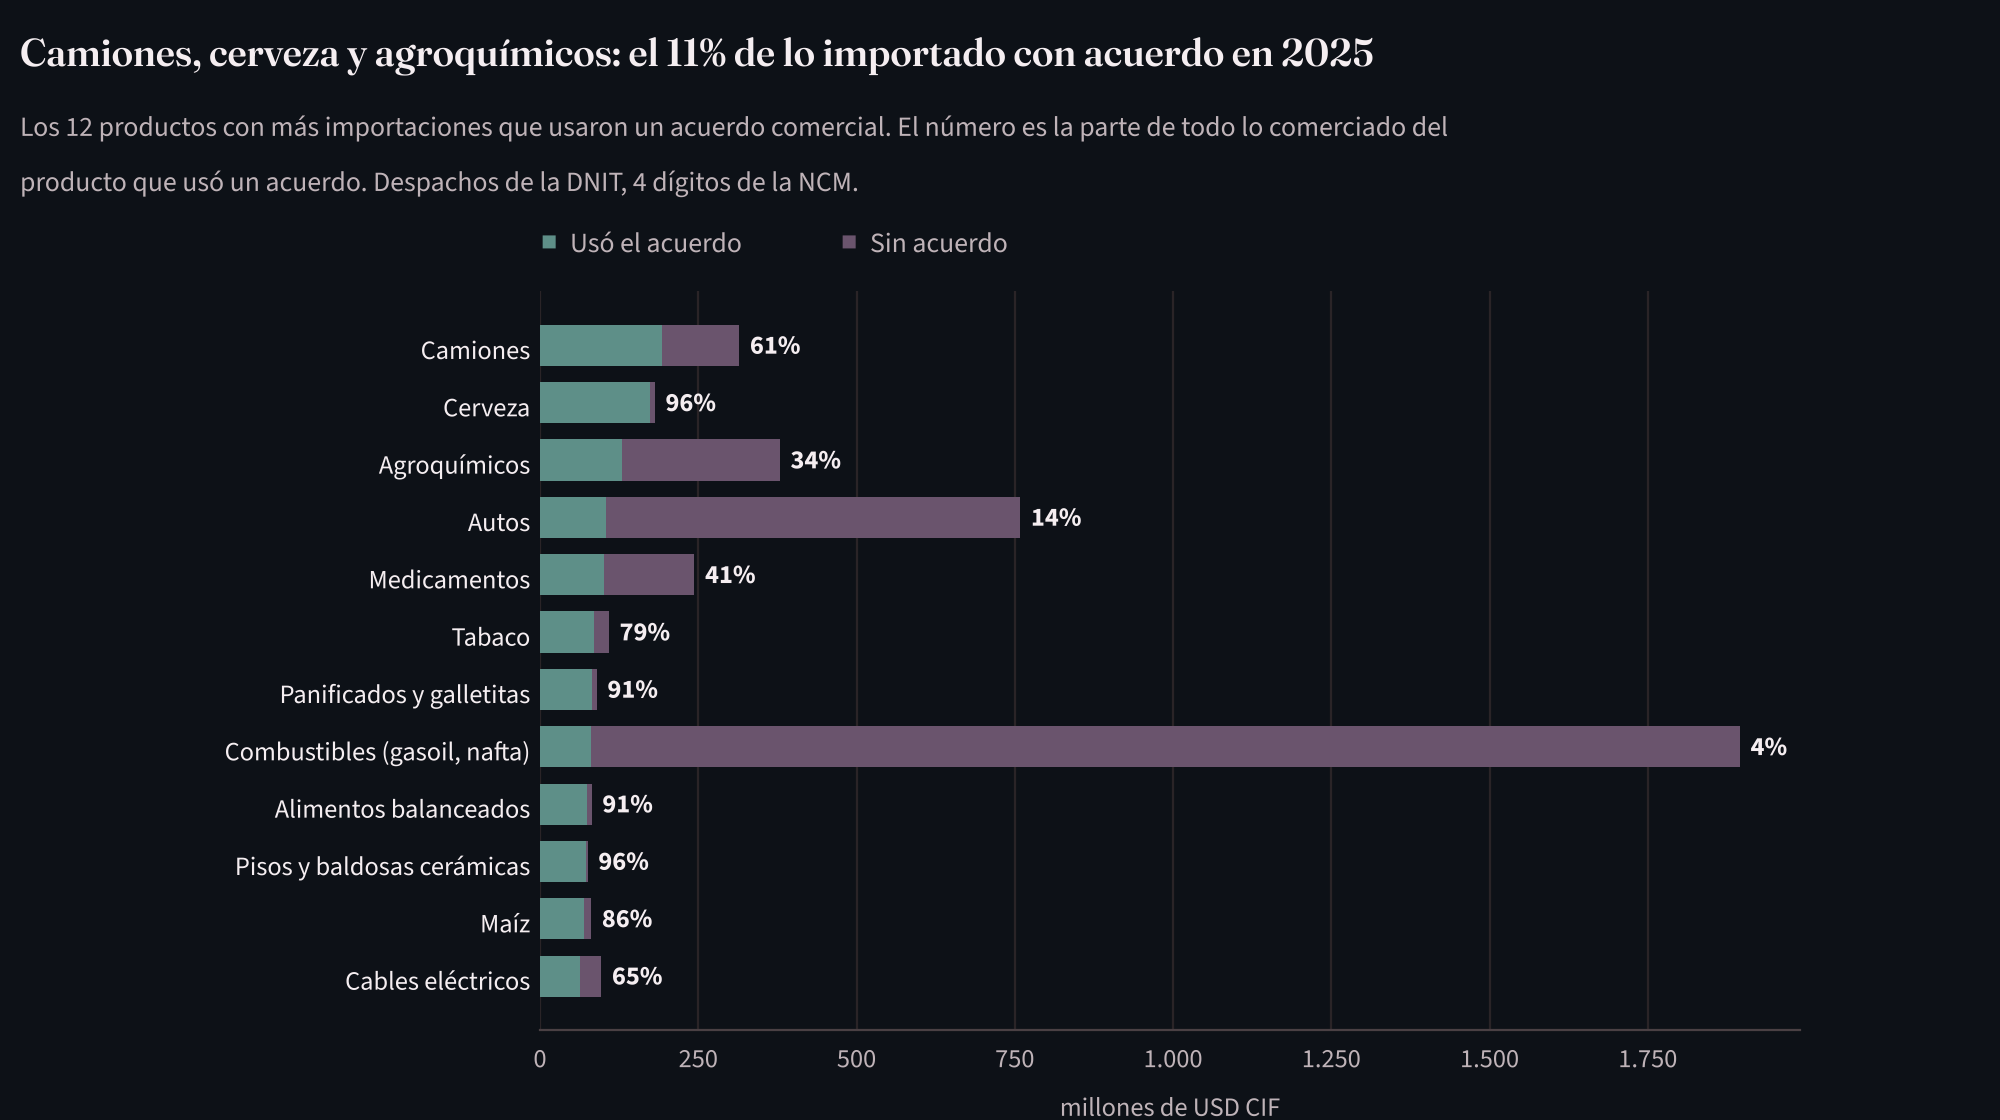 Camiones, cerveza y agroquímicos: el 11% de lo importado con acuerdo en 2025
Los 12 productos con más importaciones que usaron un acuerdo comercial. El número es la parte de todo lo comerciado del
producto que usó un acuerdo. Despachos de la DNIT, 4 dígitos de la NCM.
Usó el acuerdo Sin acuerdo
Camiones 61%
Cerveza 96%
Agroquímicos 34%
Autos 14%
Medicamentos 41%
Tabaco 79%
Panificados y galletitas 91%
Combustibles (gasoil, nafta) 4%
Alimentos balanceados 91%
Pisos y baldosas cerámicas 96%
Maíz 86%
Cables eléctricos 65%
0 250 500 750 1.000 1.250 1.500 1.750
millones de USD CIF